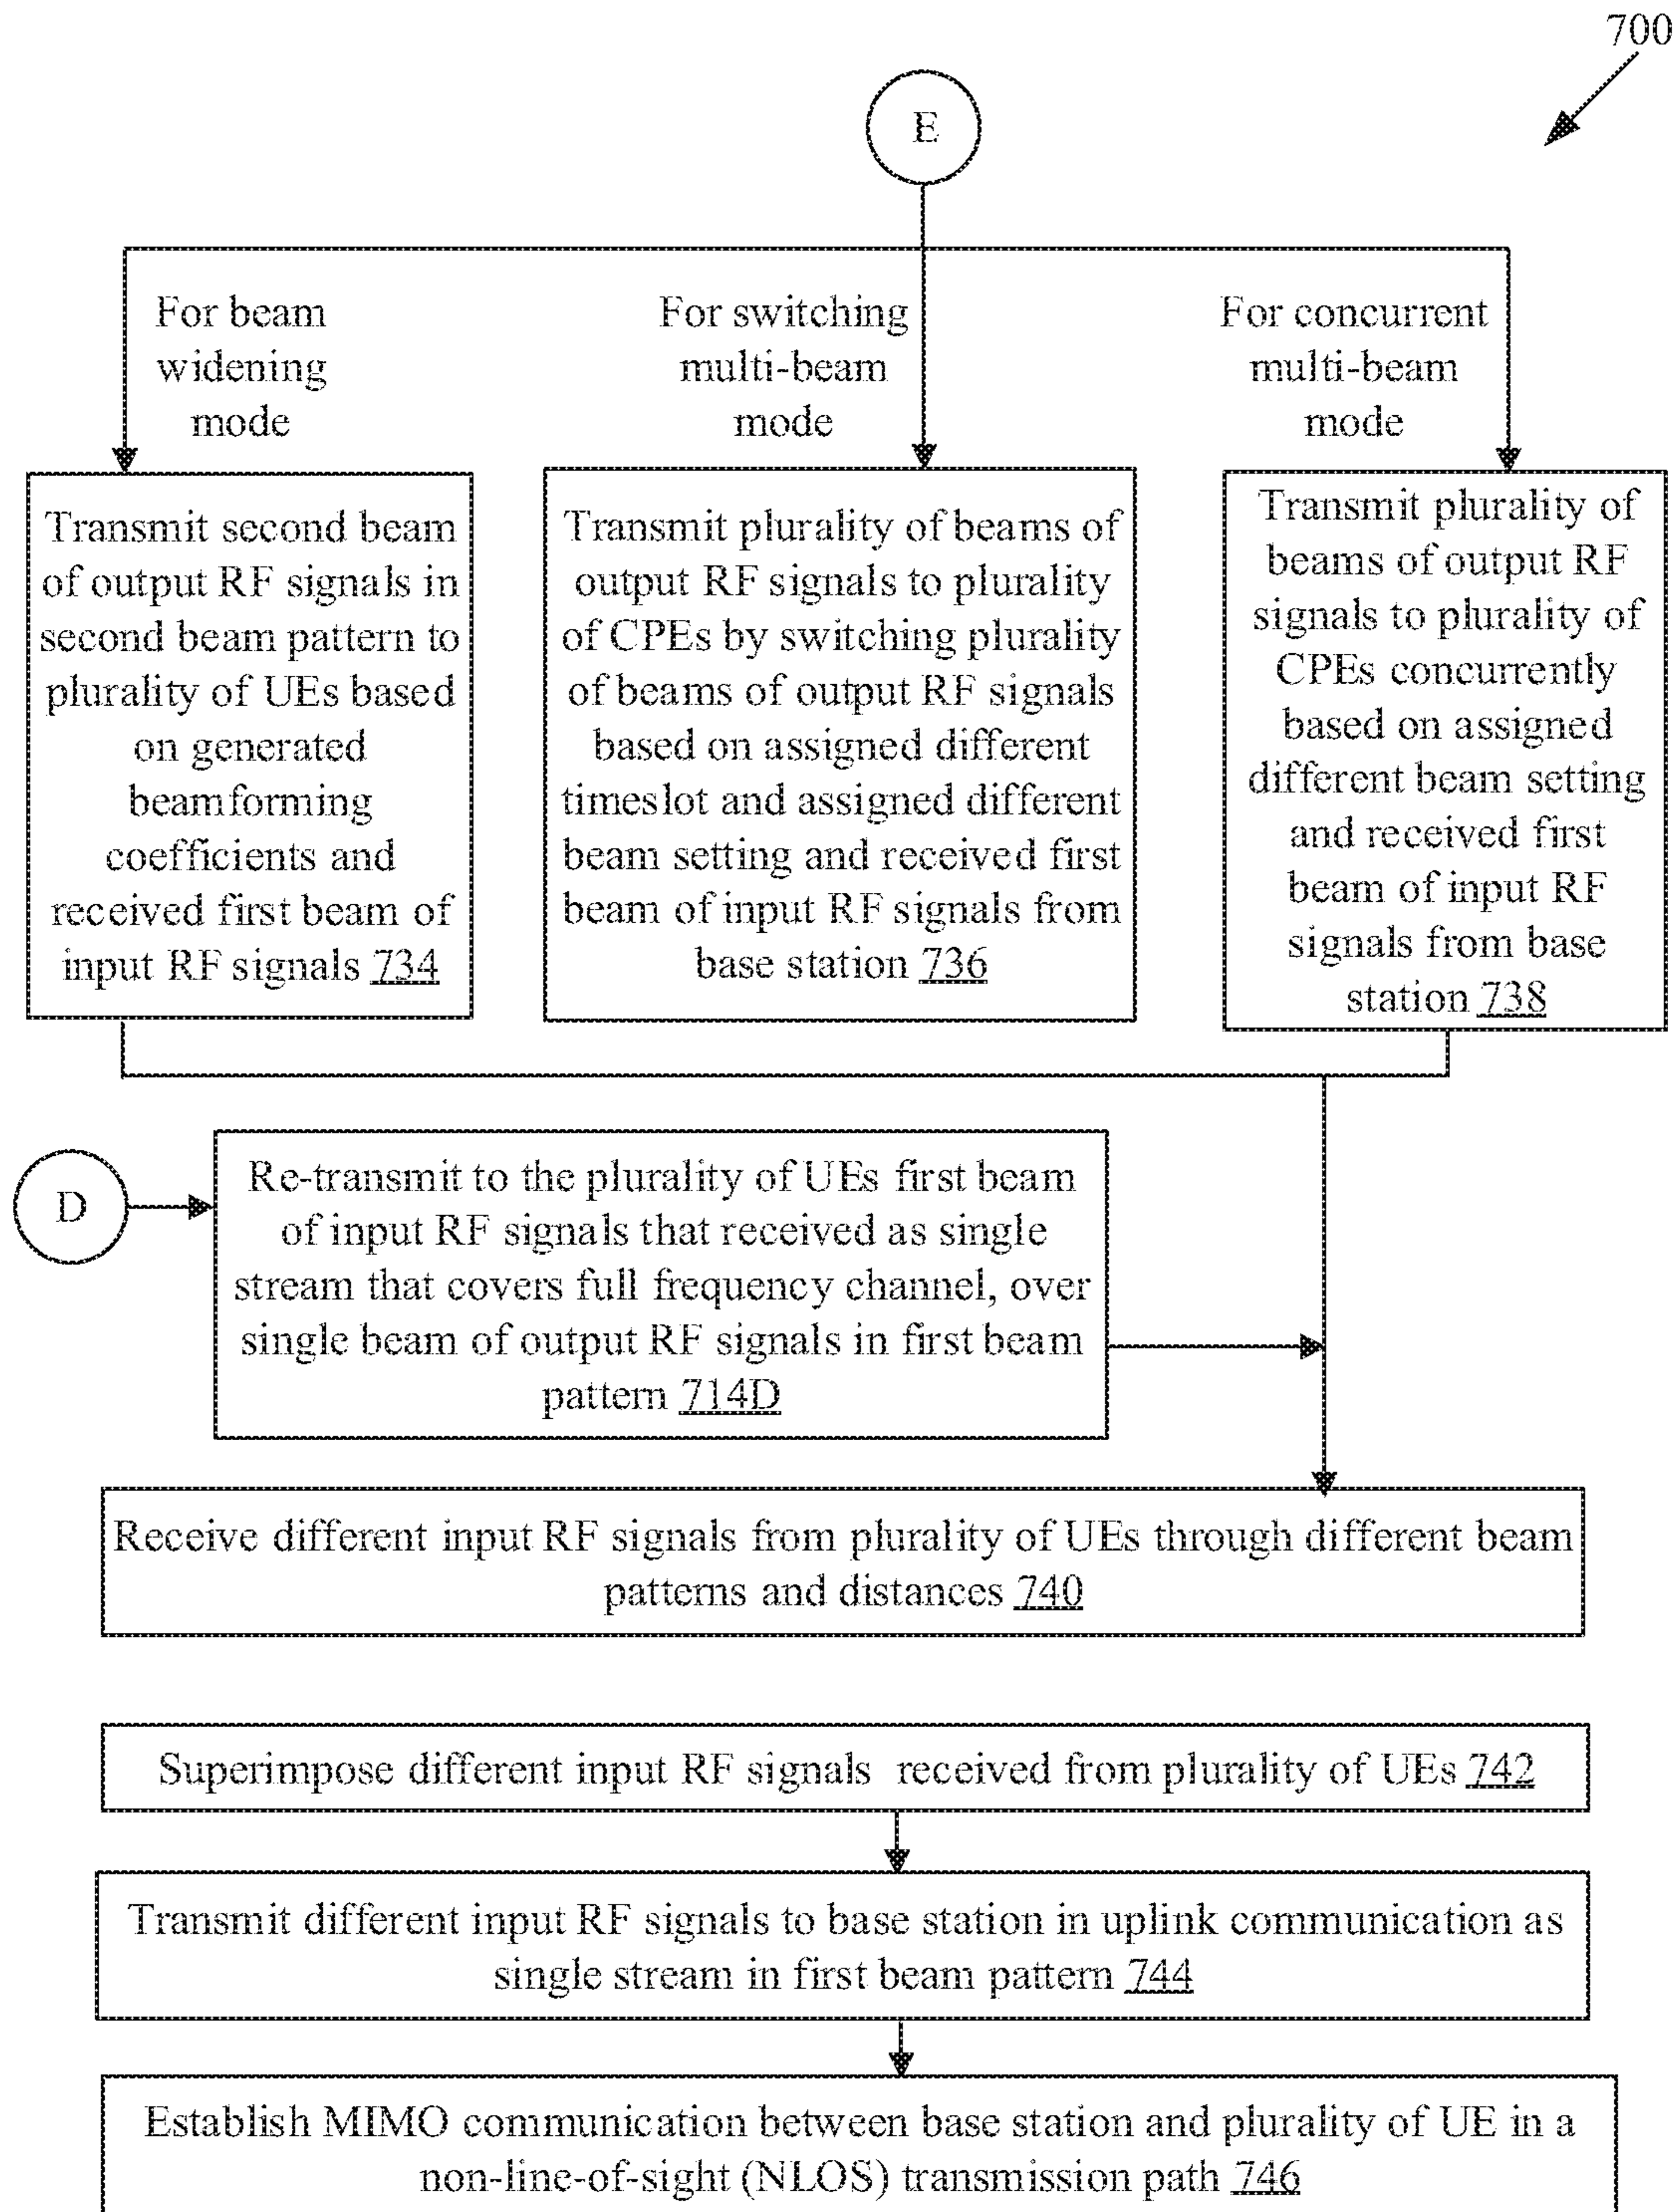 700
E
For beam
widening
mode
For switching
multi-beam
mode
For concurrent
multi-beam
mode
Transmit second beam
of output RF signals in
second beam pattern to
plurality of UEs based
on generated
beamforming
coefficients and
received first beam of
input RF signals 734
Transmit plurality of beams of
output RF signals to plurality
of CPEs by switching plurality
of beams of output RF signals
based on assigned different
timeslot and assigned different
beam setting and received first
beam of input RF signals from
base station 736
Transmit plurality of
beams of output RF
signals to plurality of
CPEs concurrently
based on assigned
different beam setting
and received first
beam of input RF
signals from base
station 738
D
Re-transmit to the plurality of UEs first beam
of input RF signals that received as single
stream that covers full frequency channel, over
single beam of output RF signals in first beam
pattern 714D
Receive different input RF signals from plurality of UEs through different beam
patterns and distances 740
Superimpose different input RF signals received from plurality of UEs 742
Transmit different input RF signals to base station in uplink communication as
single stream in first beam pattern 744
Establish MIMO communication between base station and plurality of UE in a
non-line-of-sight (NLOS) transmission path 746